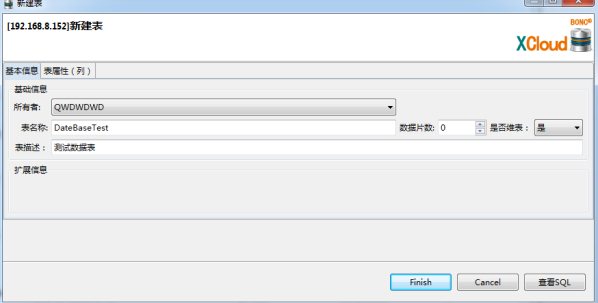 新建表
[192.168.8.152]新建表
BONC®
XCloud
基本信息 表属性（列）
基础信息
所有者: QWDWDWD
表名称: DateBaseTest 数据片数: 0 是否维表： 是
表描述： 测试数据表
扩展信息
Finish Cancel 查看SQL